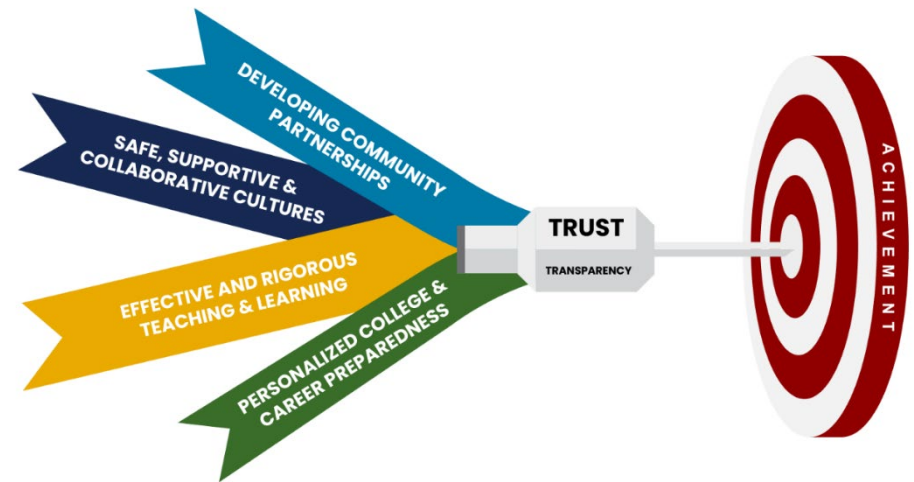 DEVELOPING COMMUNITY
PARTNERSHIPS
SAFE, SUPPORTIVE &
COLLABORATIVE CULTURES
EFFECTIVE AND RIGOROUS
TEACHING & LEARNING
PERSONALIZED COLLEGE &
CAREER PREPAREDNESS
TRUST
TRANSPARENCY
ACHIEVEMENT